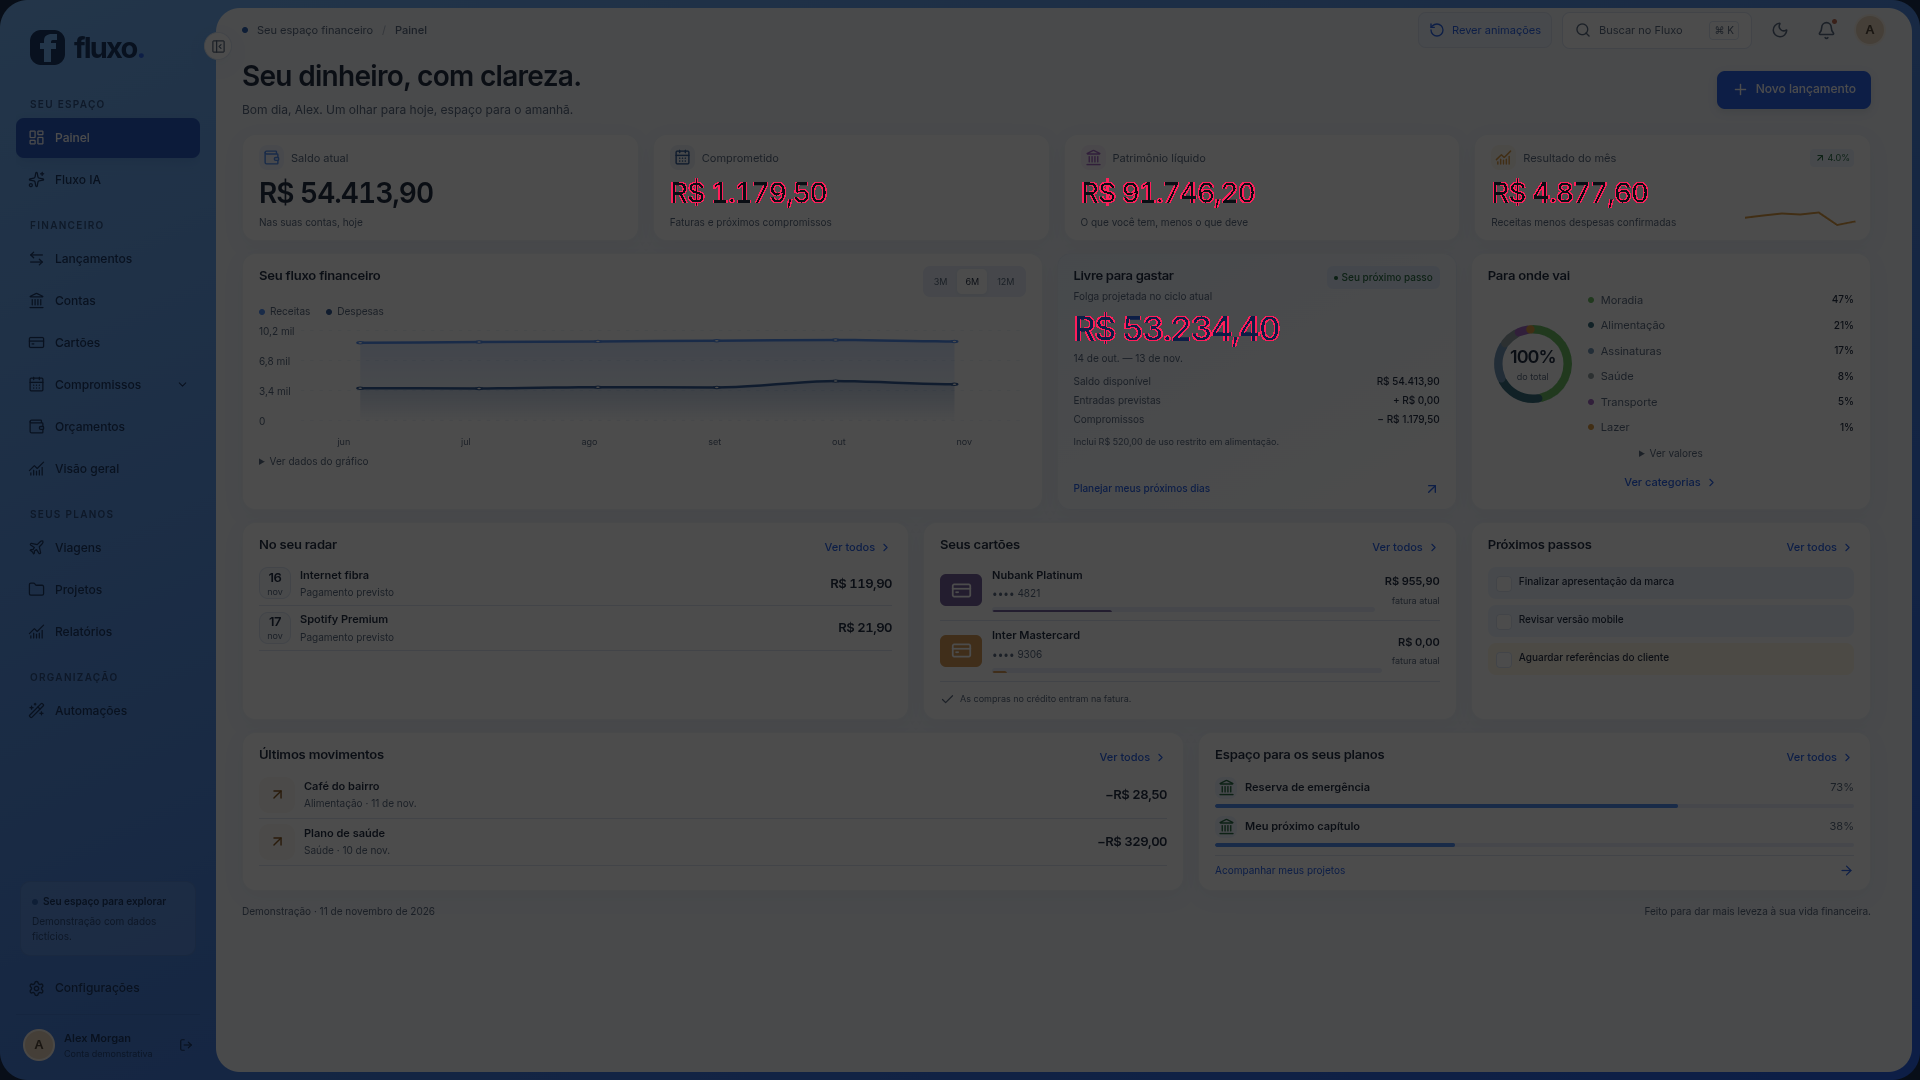 fluxo.
SEU ESPAÇO
Painel
Fluxo IA
FINANCEIRO
Lançamentos
Contas
Cartões
Compromissos
Orçamentos
Visão geral
SEUS PLANOS
Viagens
Projetos
Relatórios
ORGANIZAÇÃO
Automações
Seu espaço para explorar
Demonstração com dados
fictícios.
Configurações
A
Alex Morgan
Conta demonstrativa
Seu espaço financeiro / Painel
Rever animações
Buscar no Fluxo ⌘ K
A
Seu dinheiro, com clareza.
Bom dia, Alex. Um olhar para hoje, espaço para o amanhã.
Novo lançamento
Saldo atual
R$ 54.413,90
Nas suas contas, hoje
Comprometido
R$ 1.179,50
Faturas e próximos compromissos
Patrimônio líquido
R$ 91.746,20
O que você tem, menos o que deve
Resultado do mês
4.0%
R$ 4.877,60
Receitas menos despesas confirmadas
Seu fluxo financeiro
3M 6M 12M
Receitas Despesas
10,2 mil
6,8 mil
3,4 mil
0
jun jul ago set out nov
Ver dados do gráfico
Livre para gastar
Seu próximo passo
Folga projetada no ciclo atual
R$ 53.234,40
14 de out. — 13 de nov.
Saldo disponível R$ 54.413,90
Entradas previstas + R$ 0,00
Compromissos − R$ 1.179,50
Inclui R$ 520,00 de uso restrito em alimentação.
Planejar meus próximos dias
Para onde vai
100%
do total
Moradia 47%
Alimentação 21%
Assinaturas 17%
Saúde 8%
Transporte 5%
Lazer 1%
Ver valores
Ver categorias
No seu radar
Ver todos
16 nov
Internet fibra
Pagamento previsto
R$ 119,90
17 nov
Spotify Premium
Pagamento previsto
R$ 21,90
Seus cartões
Ver todos
Nubank Platinum
•••• 4821
R$ 955,90
fatura atual
Inter Mastercard
•••• 9306
R$ 0,00
fatura atual
As compras no crédito entram na fatura.
Próximos passos
Ver todos
Finalizar apresentação da marca
Revisar versão mobile
Aguardar referências do cliente
Últimos movimentos
Ver todos
Café do bairro
Alimentação · 11 de nov.
−R$ 28,50
Plano de saúde
Saúde · 10 de nov.
−R$ 329,00
Espaço para os seus planos
Ver todos
Reserva de emergência 73%
Meu próximo capítulo 38%
Acompanhar meus projetos
Demonstração · 11 de novembro de 2026
Feito para dar mais leveza à sua vida financeira.